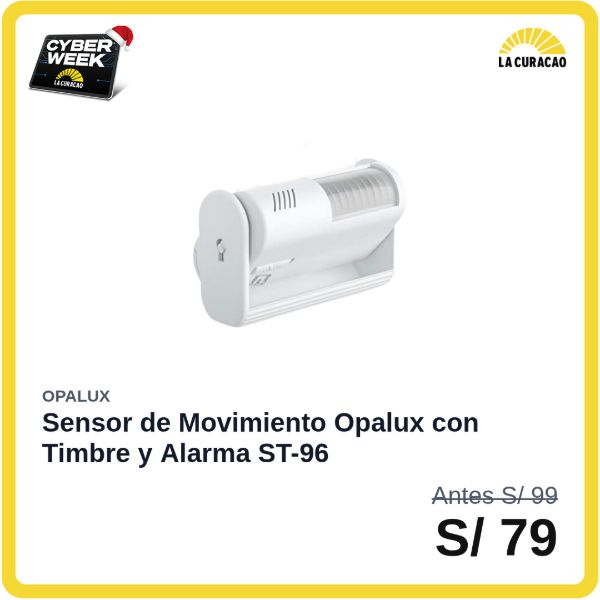 CYBER
WEEK
LA CURACAO
LA CURACAO
OPALUX
Sensor de Movimiento Opalux con
Timbre y Alarma ST-96
Antes S/ 99
S/ 79